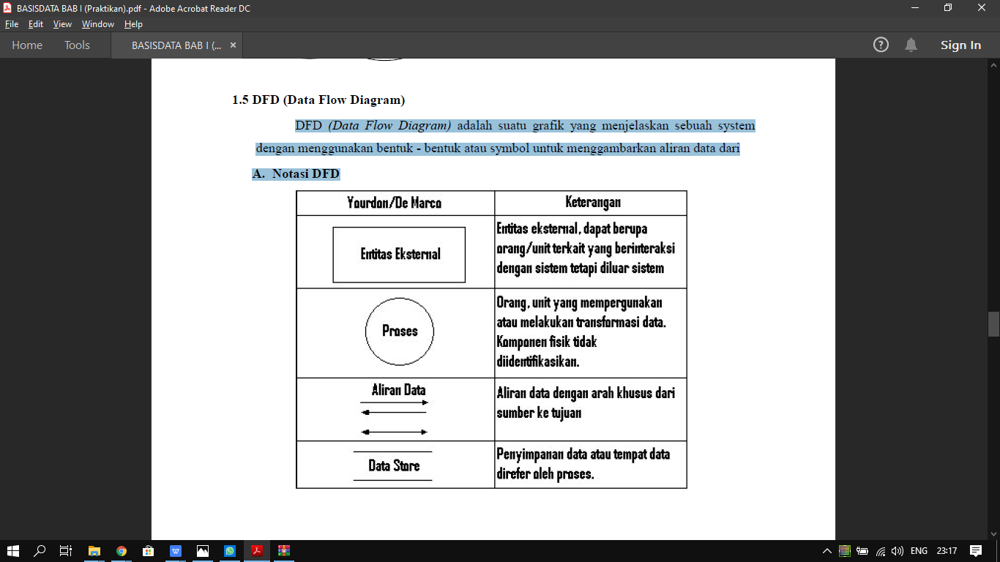 BASISDATA BAB I (Praktikan).pdf - Adobe Acrobat Reader DC
File Edit View Window Help
Home Tools BASISDATA BAB I (... × ? Sign In
1.5 DFD (Data Flow Diagram)
DFD (Data Flow Diagram) adalah suatu grafik yang menjelaskan sebuah system
dengan menggunakan bentuk - bentuk atau symbol untuk menggambarkan aliran data dari
A. Notasi DFD
Yourdon/De Marco
Keterangan
Entitas Eksternal
Entitas eksternal, dapat berupa
orang/unit terkait yang berinteraksi
dengan sistem tetapi diluar sistem
Proses
Orang, unit yang mempergunakan
atau melakukan transformasi data.
Komponen fisik tidak
diidentifikasikan.
Aliran Data
Aliran data dengan arah khusus dari
sumber ke tujuan
Data Store
Penyimpanan data atau tempat data
direfer oleh proses.
ENG 23:17